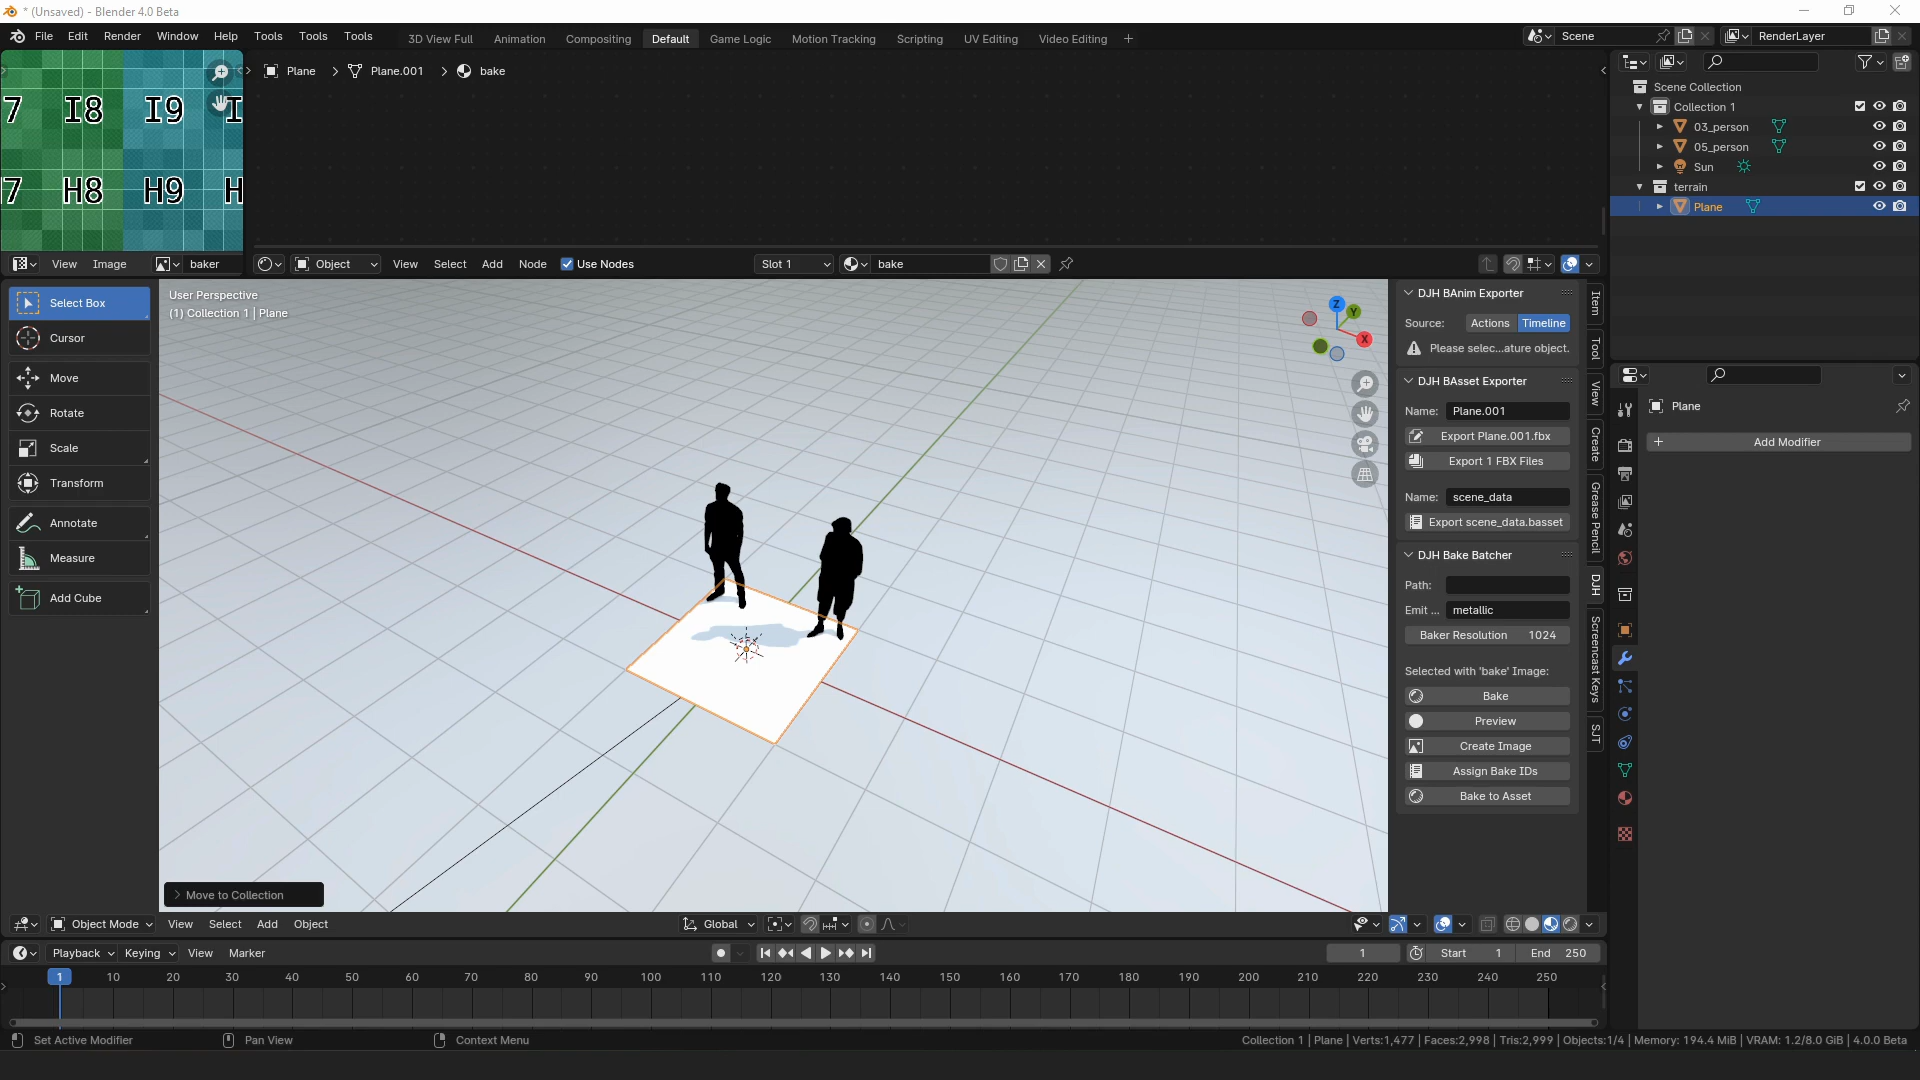 * (Unsaved) - Blender 4.0 Beta
File Edit Render Window Help Tools Tools Tools
3D View Full Animation Compositing Default Game Logic Motion Tracking Scripting UV Editing Video Editing
Scene RenderLayer
7 I8 I9 I
7 H8 H9 H
Plane Plane.001 bake
View Image baker
Object View Select Add Node Use Nodes Slot 1 bake
Select Box
Cursor
Move
Rotate
Scale
Transform
Annotate
Measure
Add Cube
User Perspective
(1) Collection 1 | Plane
Z
Y
X
Move to Collection
DJH BAnim Exporter
Source: Actions Timeline
Please selec...ature object.
DJH BAsset Exporter
Name: Plane.001
Export Plane.001.fbx
Export 1 FBX Files
Name: scene_data
Export scene_data.basset
DJH Bake Batcher
Path:
Emit ... metallic
Baker Resolution 1024
Selected with 'bake' Image:
Bake
Preview
Create Image
Assign Bake IDs
Bake to Asset
Item
Tool
View
Create
Grease Pencil
DJH
Screencast Keys
SJT
Scene Collection
Collection 1
03_person
05_person
Sun
terrain
Plane
Plane
Add Modifier
Object Mode View Select Add Object Global
Playback Keying View Marker 1 Start 1 End 250
1 10 20 30 40 50 60 70 80 90 100 110 120 130 140 150 160 170 180 190 200 210 220 230 240 250
Set Active Modifier Pan View Context Menu
Collection 1 | Plane | Verts:1,477 | Faces:2,998 | Tris:2,999 | Objects:1/4 | Memory: 194.4 MiB | VRAM: 1.2/8.0 GiB | 4.0.0 Beta